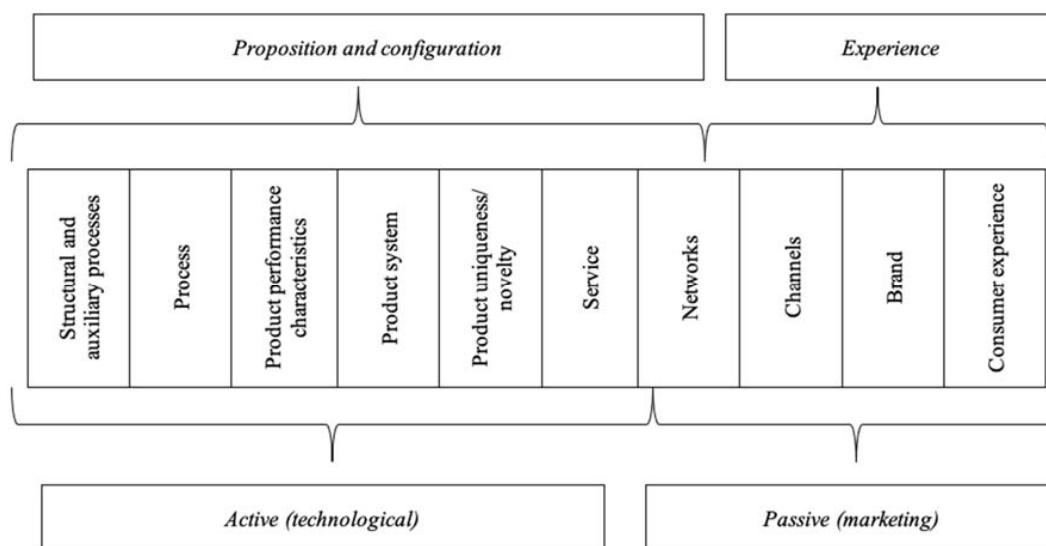 Proposition and configuration
Experience
Structural and
auxiliary processes
Process
Product performance
characteristics
Product system
Product uniqueness/
novelty
Service
Networks
Channels
Brand
Consumer experience
Active (technological)
Passive (marketing)